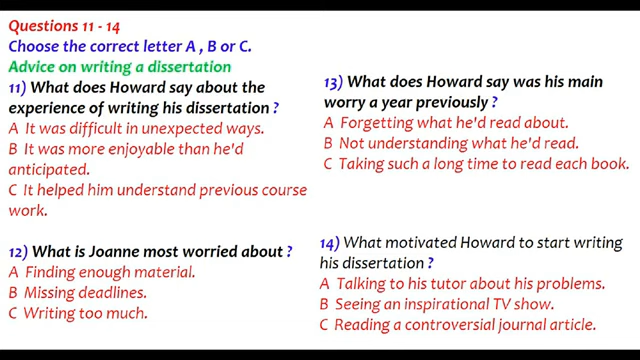 Questions 11 - 14
Choose the correct letter A , B or C.
Advice on writing a dissertation
11) What does Howard say about the
experience of writing his dissertation ?
A It was difficult in unexpected ways.
B It was more enjoyable than he'd
anticipated.
C It helped him understand previous course
work.
12) What is Joanne most worried about ?
A Finding enough material.
B Missing deadlines.
C Writing too much.
13) What does Howard say was his main
worry a year previously ?
A Forgetting what he'd read about.
B Not understanding what he'd read.
C Taking such a long time to read each book.
14) What motivated Howard to start writing
his dissertation ?
A Talking to his tutor about his problems.
B Seeing an inspirational TV show.
C Reading a controversial journal article.